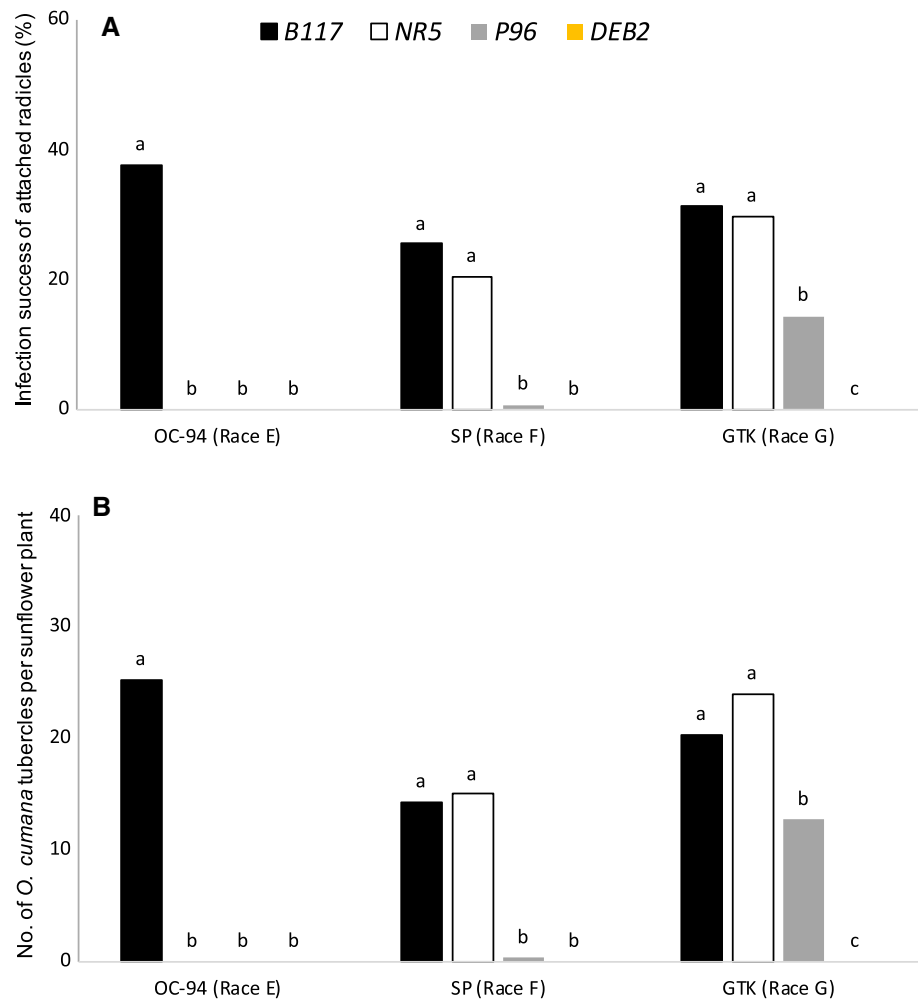 A
B117 NR5 P96 DEB2
Infection success of attached radicles (%)
60
40
20
0
a b b b a a b b a a b c
OC-94 (Race E) SP (Race F) GTK (Race G)
B
No. of O. cumana tubercles per sunflower plant
40
30
20
10
0
a b b b a a b b a a b c
OC-94 (Race E) SP (Race F) GTK (Race G)